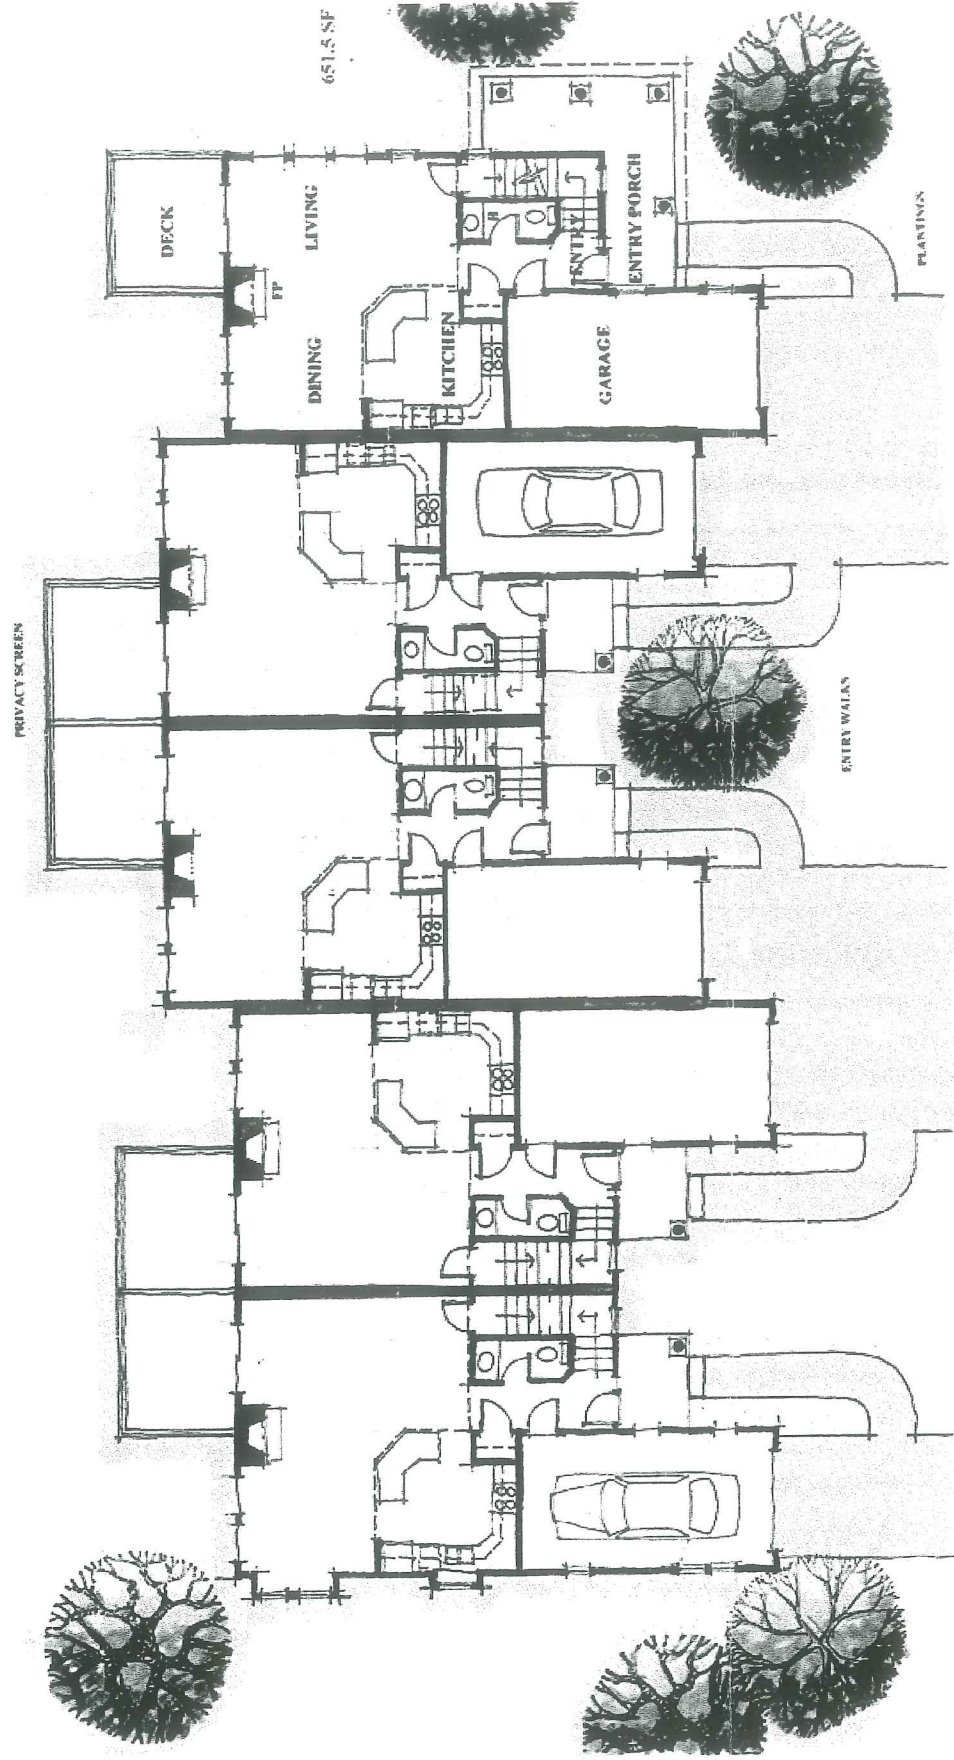 651.5 SF
DECK
LIVING
FP
DINING
KITCHEN
H
ENTRY
ENTRY PORCH
GARAGE
PLANTINGS
PRIVACY SCREEN
ENTRY WALKS